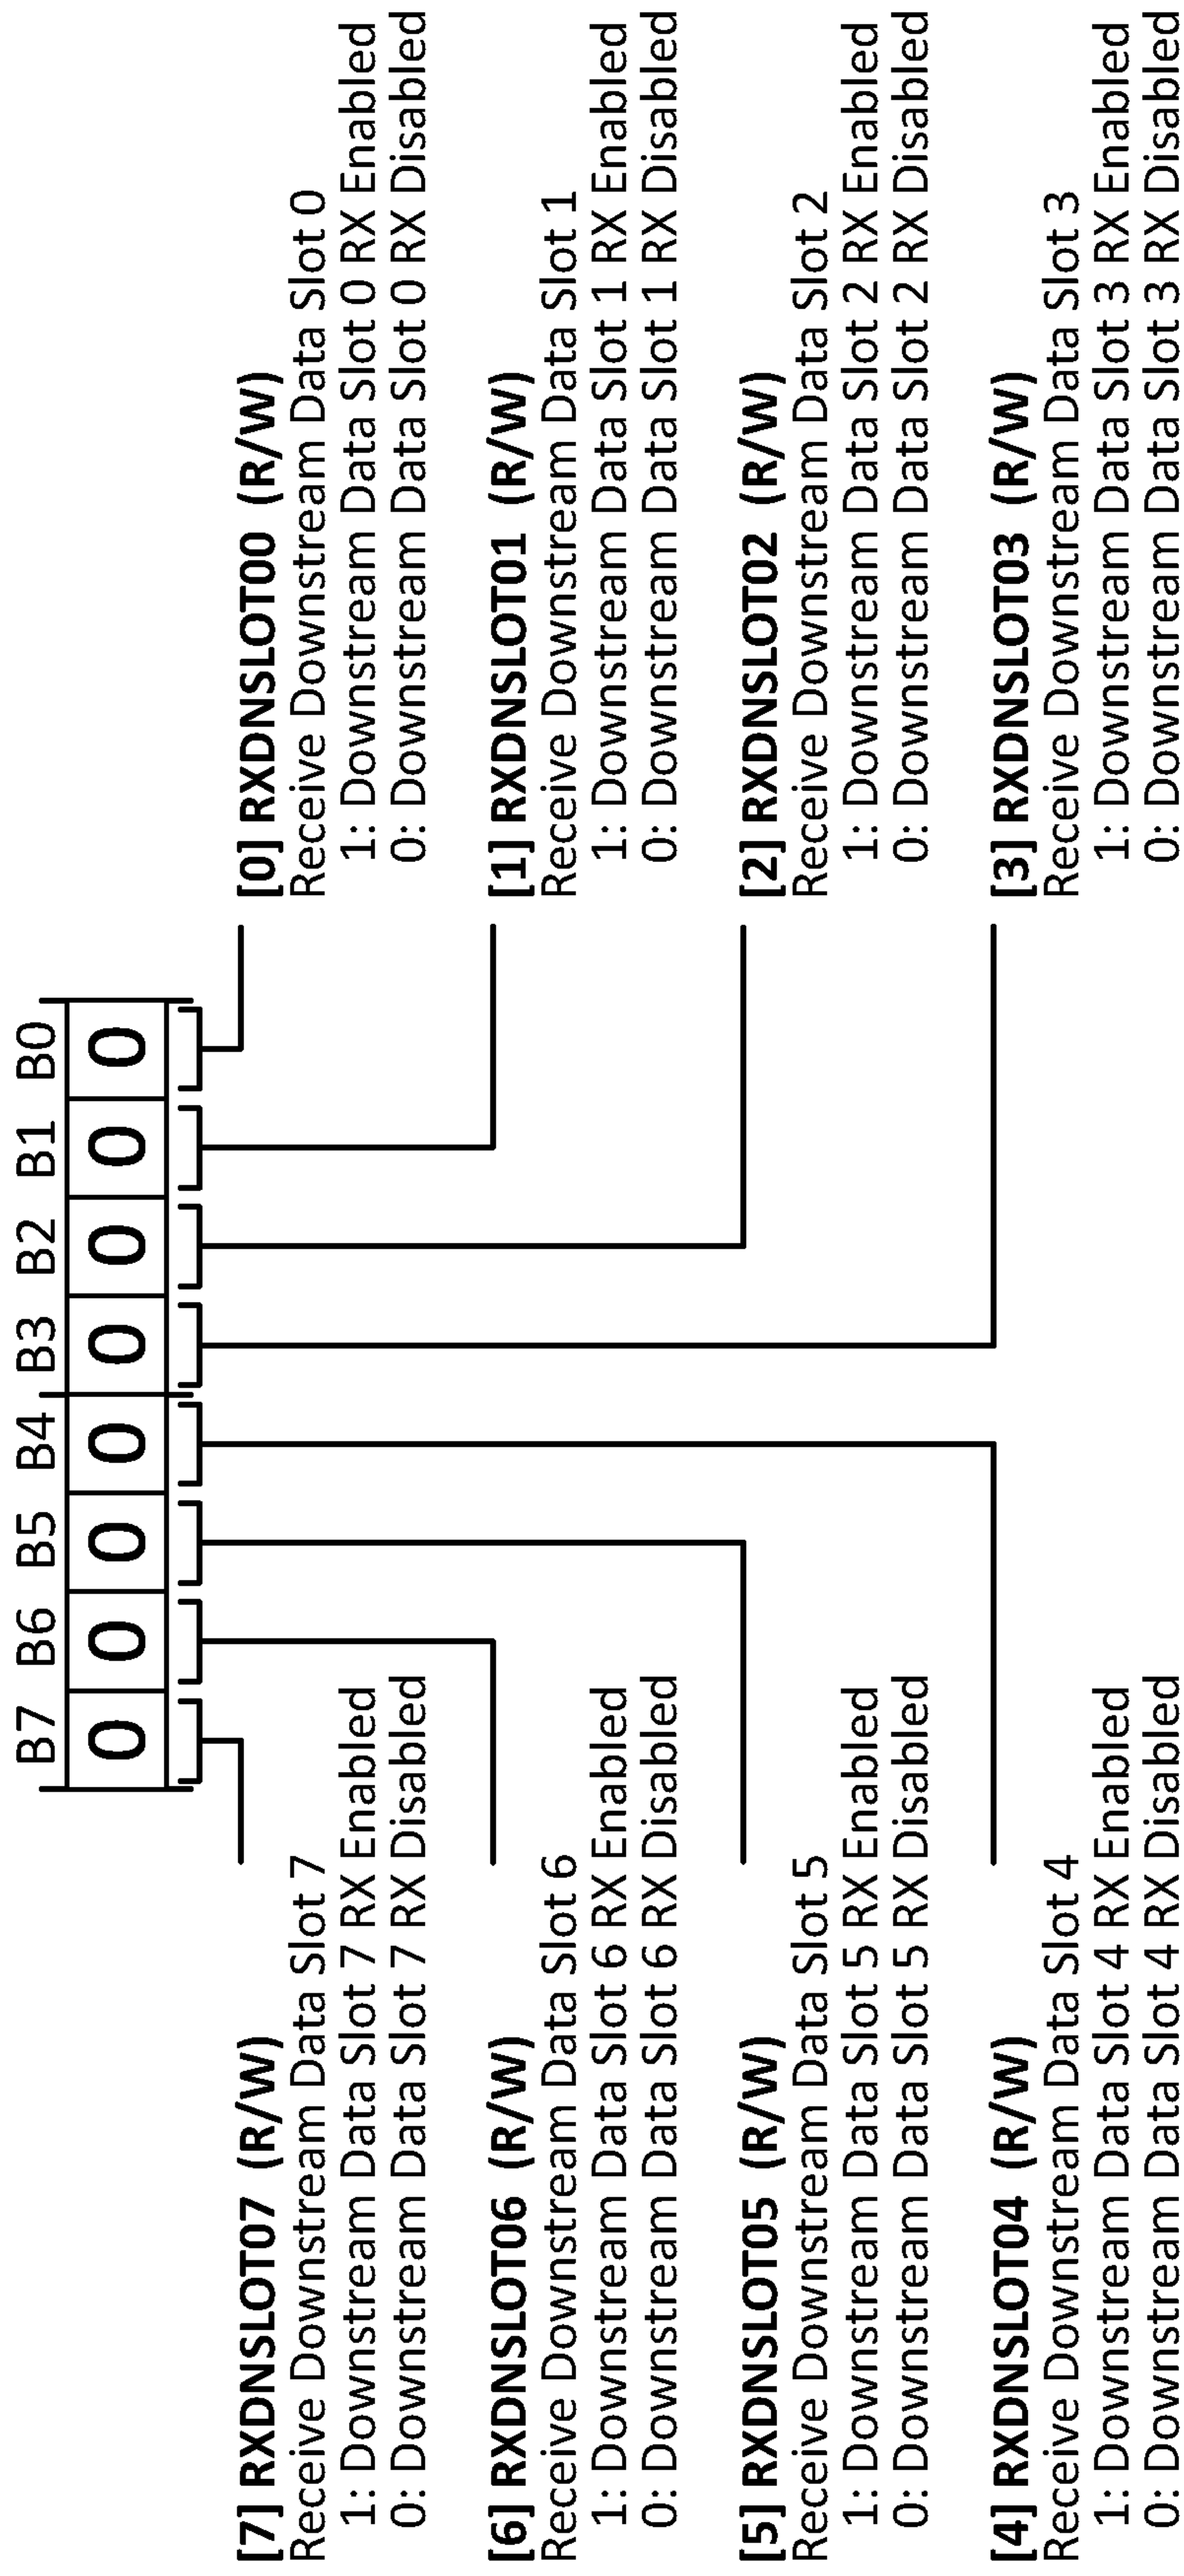 B7 B6 B5 B4 B3 B2 B1 B0
0 0 0 0 0 0 0 0
[7] RXDNSLOT07 (R/W)
Receive Downstream Data Slot 7
1: Downstream Data Slot 7 RX Enabled
0: Downstream Data Slot 7 RX Disabled
[6] RXDNSLOT06 (R/W)
Receive Downstream Data Slot 6
1: Downstream Data Slot 6 RX Enabled
0: Downstream Data Slot 6 RX Disabled
[5] RXDNSLOT05 (R/W)
Receive Downstream Data Slot 5
1: Downstream Data Slot 5 RX Enabled
0: Downstream Data Slot 5 RX Disabled
[4] RXDNSLOT04 (R/W)
Receive Downstream Data Slot 4
1: Downstream Data Slot 4 RX Enabled
0: Downstream Data Slot 4 RX Disabled
[0] RXDNSLOT00 (R/W)
Receive Downstream Data Slot 0
1: Downstream Data Slot 0 RX Enabled
0: Downstream Data Slot 0 RX Disabled
[1] RXDNSLOT01 (R/W)
Receive Downstream Data Slot 1
1: Downstream Data Slot 1 RX Enabled
0: Downstream Data Slot 1 RX Disabled
[2] RXDNSLOT02 (R/W)
Receive Downstream Data Slot 2
1: Downstream Data Slot 2 RX Enabled
0: Downstream Data Slot 2 RX Disabled
[3] RXDNSLOT03 (R/W)
Receive Downstream Data Slot 3
1: Downstream Data Slot 3 RX Enabled
0: Downstream Data Slot 3 RX Disabled